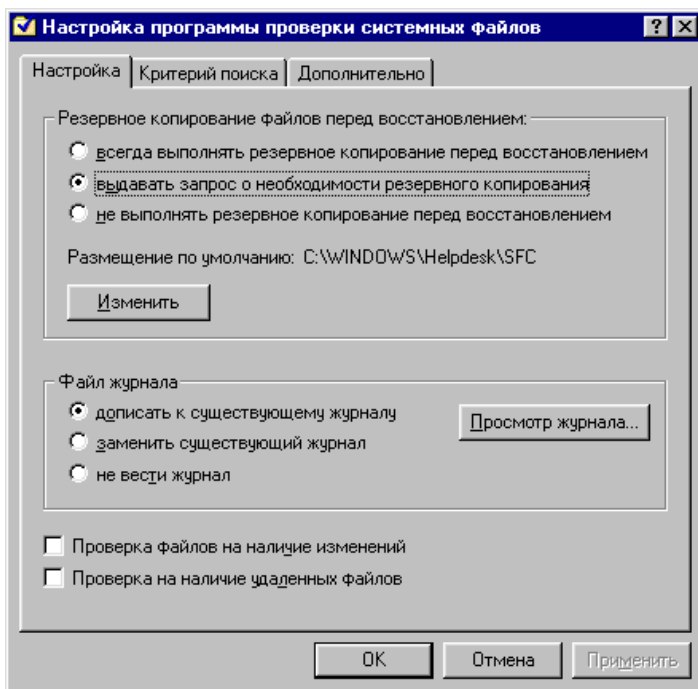 Настройка программы проверки системных файлов
Настройка Критерий поиска Дополнительно
Резервное копирование файлов перед восстановлением:
всегда выполнять резервное копирование перед восстановлением
выдавать запрос о необходимости резервного копирования
не выполнять резервное копирование перед восстановлением
Размещение по умолчанию: C:\WINDOWS\Helpdesk\SFC
Изменить
Файл журнала
дописать к существующему журналу
Просмотр журнала...
заменить существующий журнал
не вести журнал
Проверка файлов на наличие изменений
Проверка на наличие удаленных файлов
OK Отмена Применить